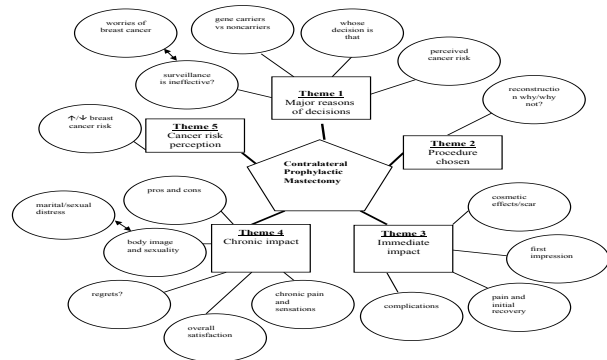 worries of
breast cancer
gene carriers
vs noncarriers
whose
decision is
that
perceived
cancer risk
surveillance
is ineffective?
Theme 1
Major reasons
of decisions
reconstructio
n why/why
not?
↑/↓ breast
cancer risk
Theme 5
Cancer risk
perception
Theme 2
Procedure
chosen
Contralateral
Prophylactic
Mastectomy
pros and cons
marital/sexual
distress
body image
and sexuality
Theme 4
Chronic impact
Theme 3
Immediate
impact
cosmetic
effects/scar
first
impression
regrets?
overall
satisfaction
chronic pain
and
sensations
complications
pain and
initial
recovery